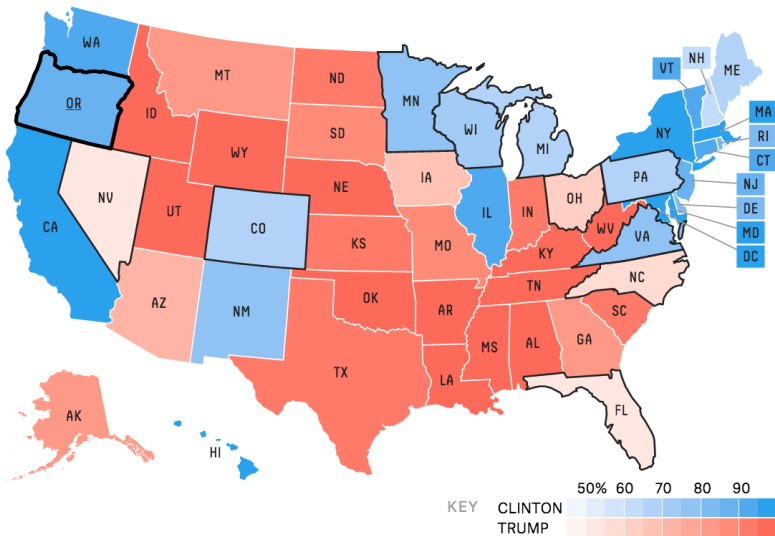 WA
MT
ND
MN
VT
NH
ME
OR
ID
SD
WI
MI
NY
MA
RI
CT
WY
IA
PA
NJ
NV
NE
OH
DE
UT
CO
IL
IN
WV
VA
MD
CA
KS
MO
KY
DC
AZ
NM
OK
AR
TN
NC
SC
TX
MS
AL
GA
LA
FL
AK
HI
50% 60 70 80 90
KEY CLINTON
TRUMP